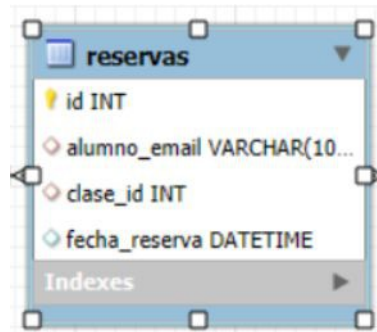 reservas
id INT
alumno_email VARCHAR(10...
clase_id INT
fecha_reserva DATETIME
Indexes